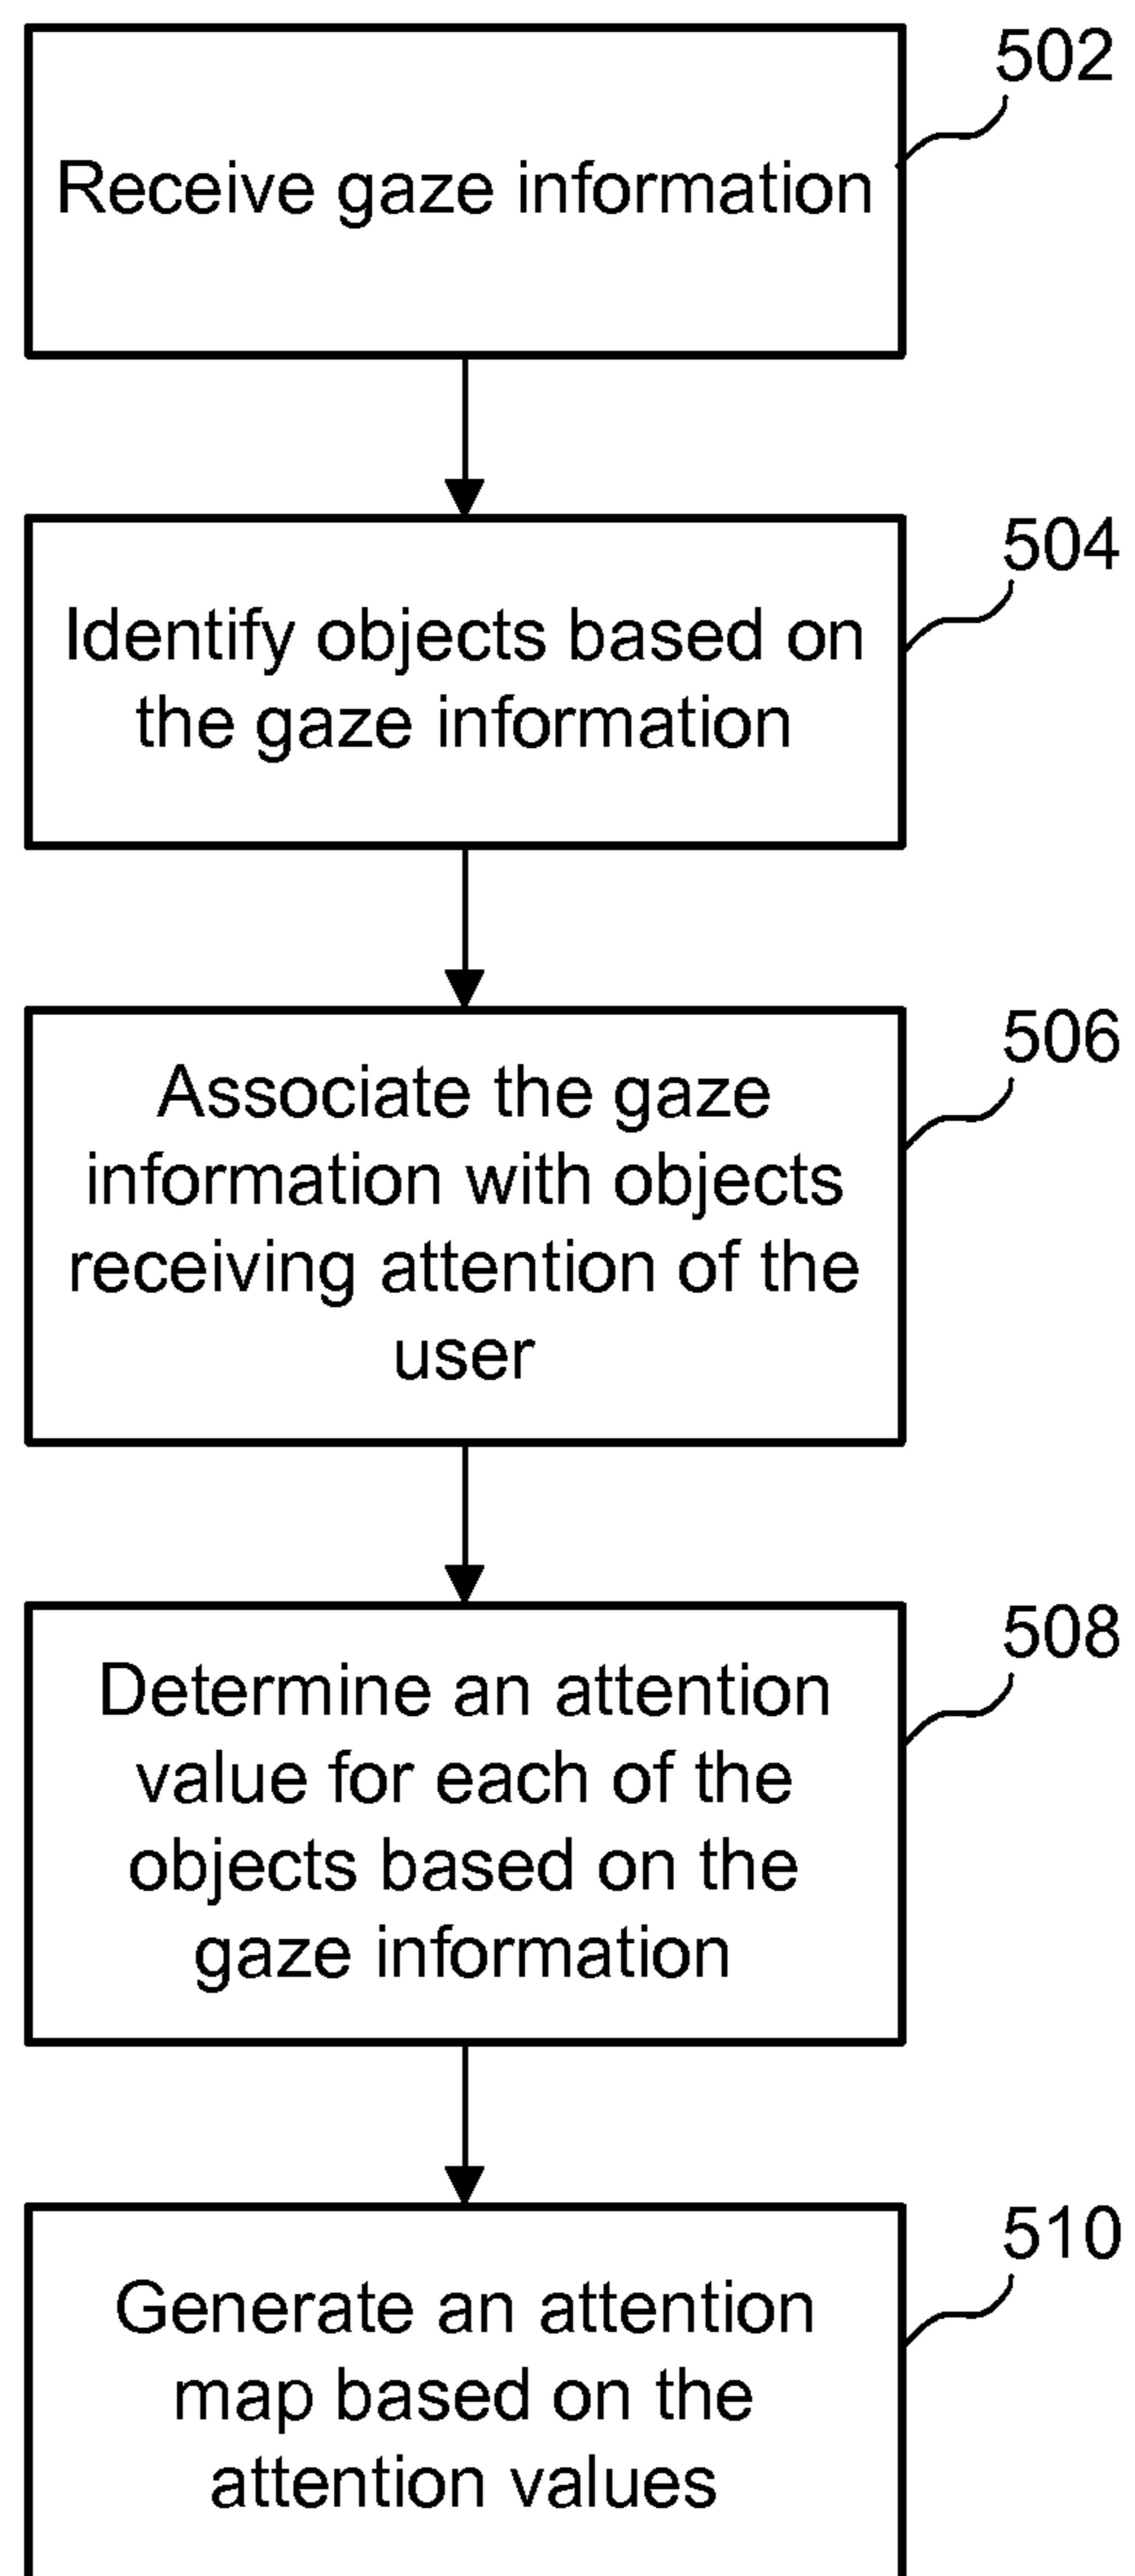 502
Receive gaze information
504
Identify objects based on
the gaze information
506
Associate the gaze
information with objects
receiving attention of the
user
508
Determine an attention
value for each of the
objects based on the
gaze information
510
Generate an attention
map based on the
attention values